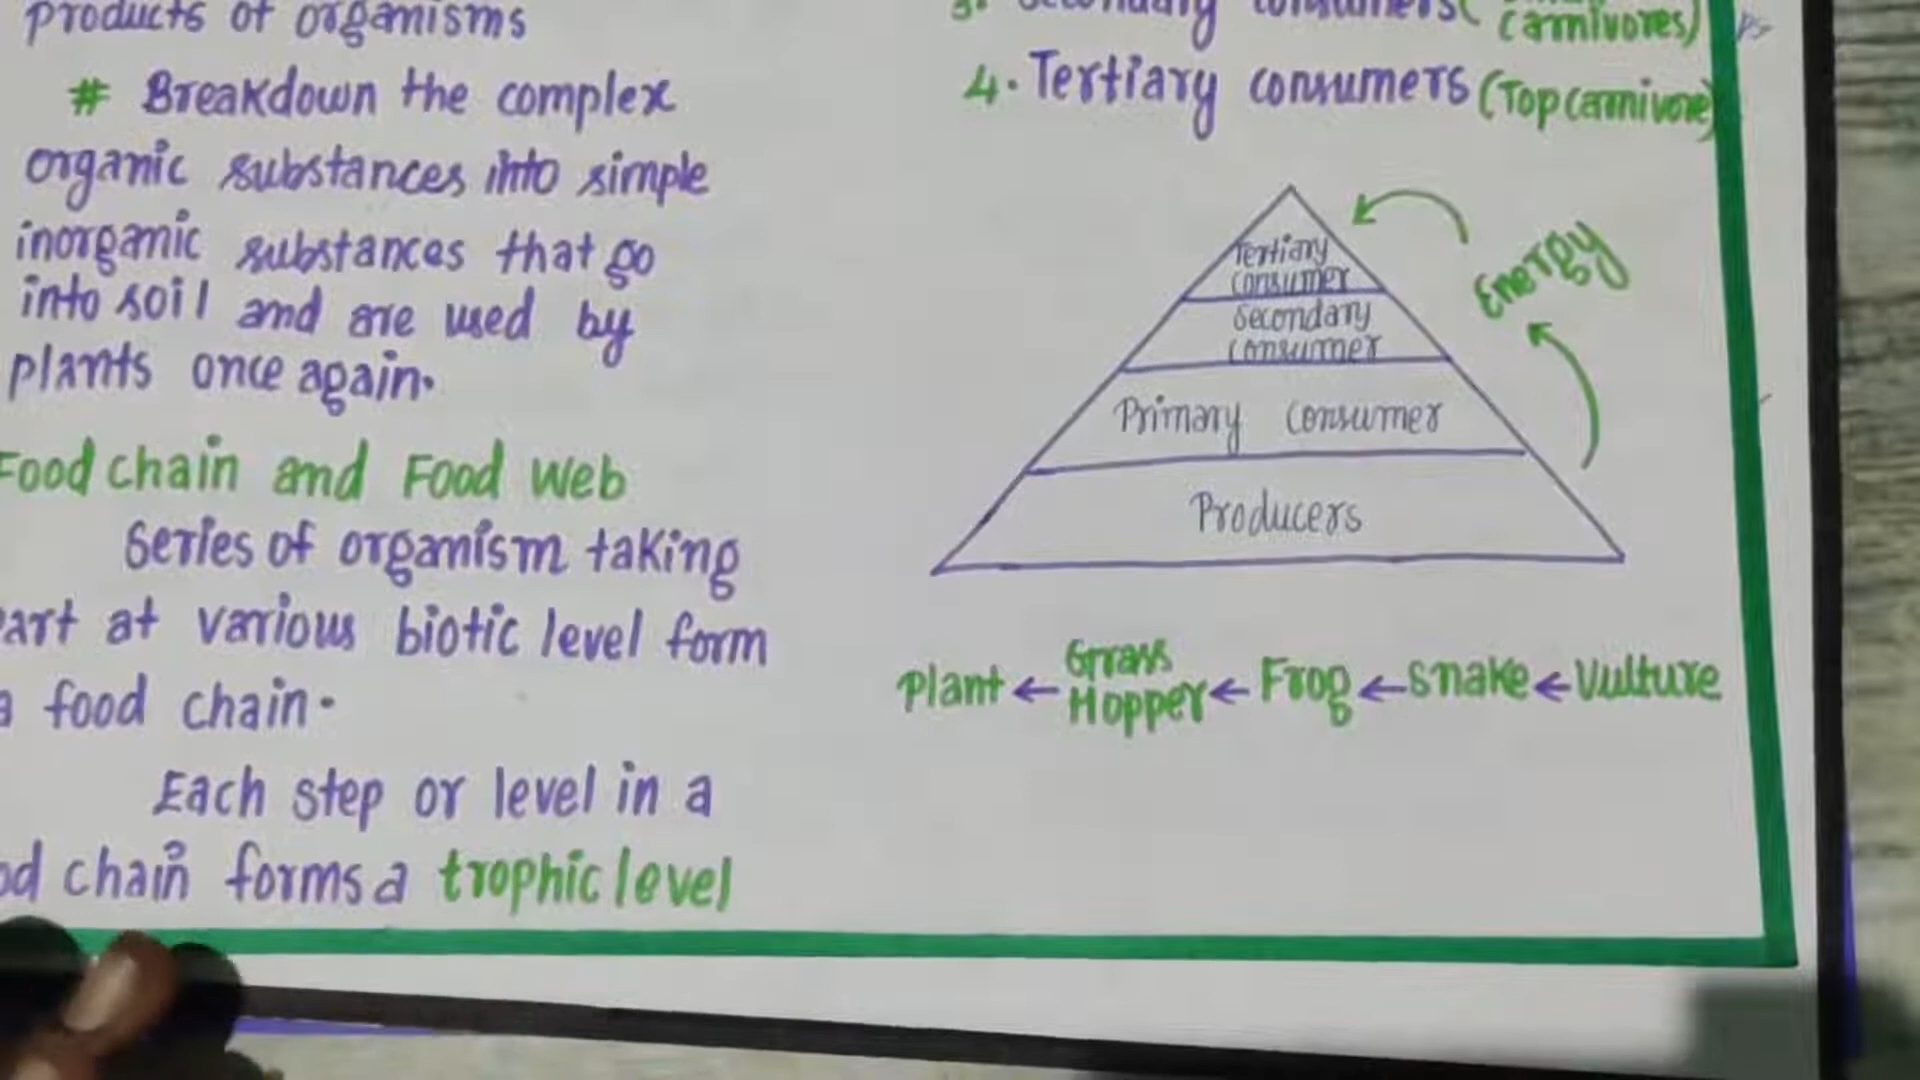 products of organisms
# Breakdown the complex
organic substances into simple
inorganic substances that go
into soil and are used by
plants once again.
Food chain and Food Web
Series of organism taking
art at various biotic level form
a food chain.
Each step or level in a
od chain forms a trophic level
3. Secondary consumers(
carnivores)
4. Tertiary consumers (Top carnivore)
Tertiary
consumer
Secondary
consumer
Primary consumer
Producers
Energy
Plant ← Grass Hopper ← Frog ← Snake ← Vulture